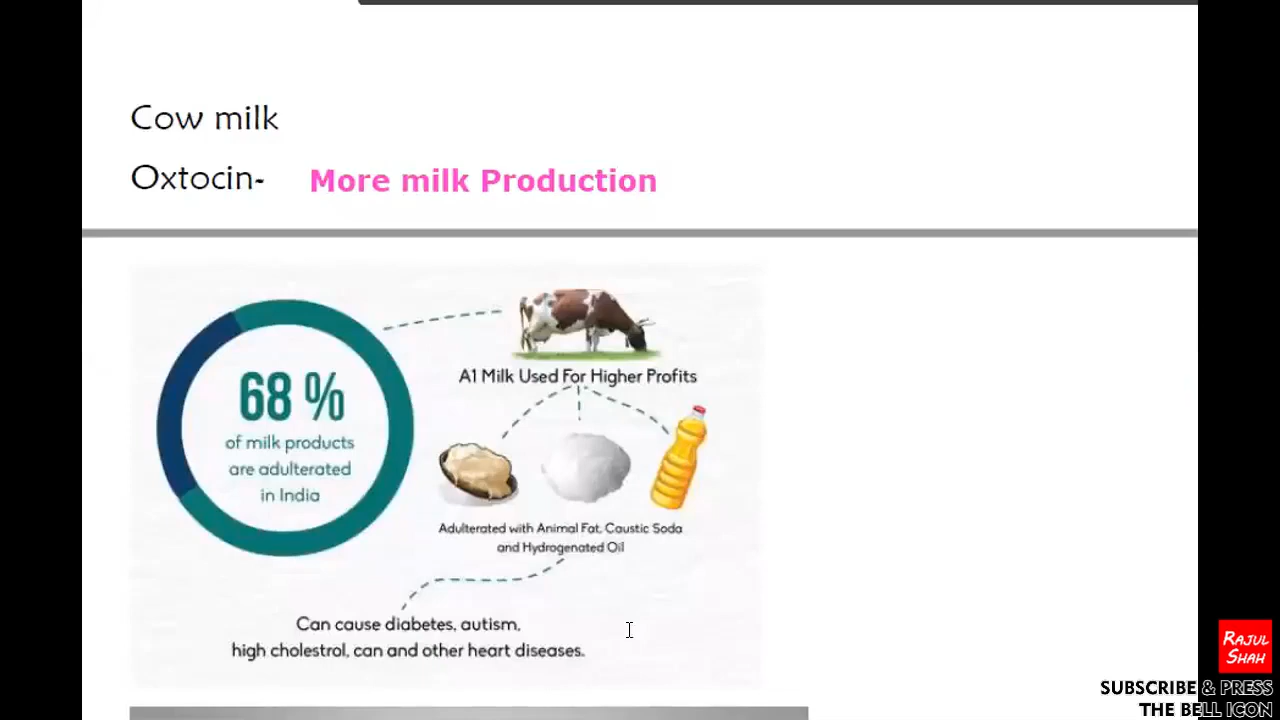 Cow milk
Oxtocin- More milk Production
68 %
of milk products
are adulterated
in India
A1 Milk Used For Higher Profits
Adulterated with Animal Fat, Caustic Soda
and Hydrogenated Oil
Can cause diabetes, autism,
high cholestrol, can and other heart diseases.
RAJUL
SHAH
SUBSCRIBE & PRESS
THE BELL ICON